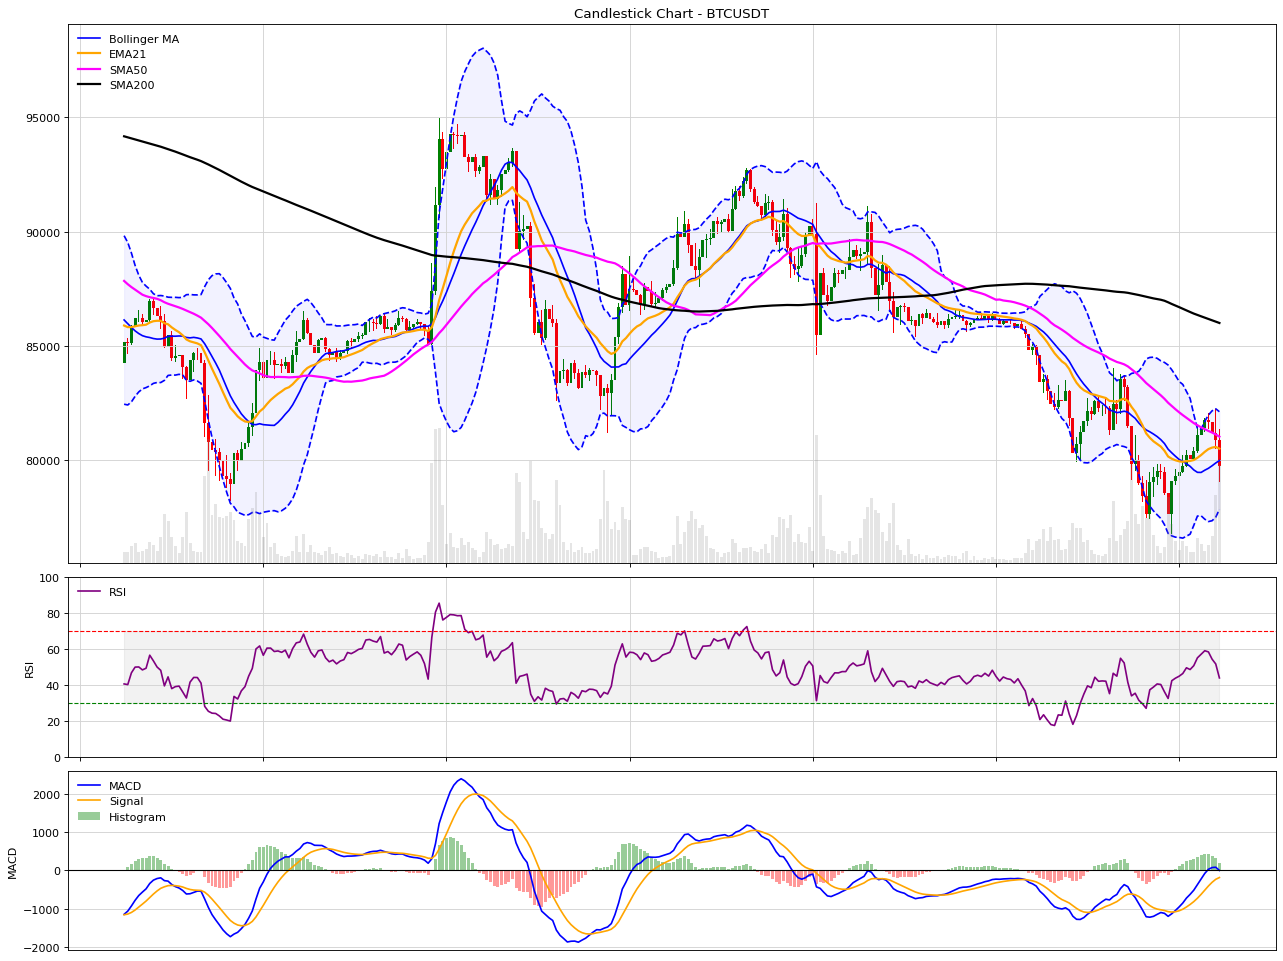 Candlestick Chart - BTCUSDT
Bollinger MA
EMA21
SMA50
SMA200
95000
90000
85000
80000
RSI
100
80
60
40
20
0
RSI
MACD
Signal
Histogram
2000
1000
0
−1000
−2000
MACD